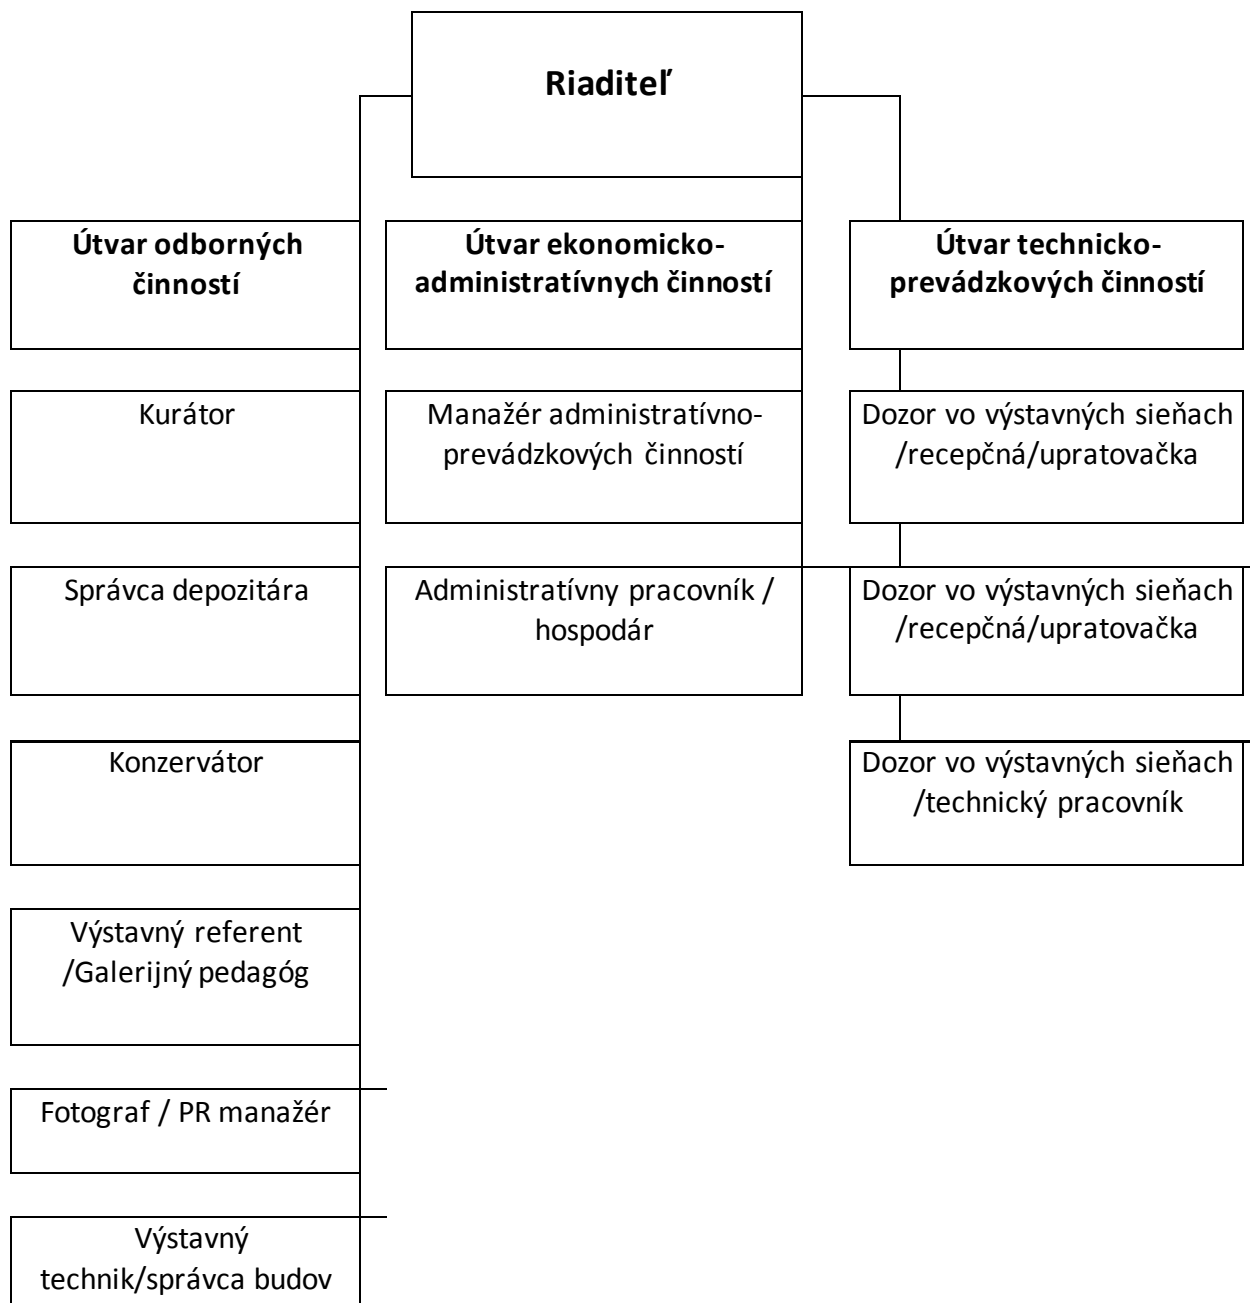 Riaditeľ
Útvar odborných
činností
Útvar ekonomicko-
administratívnych činností
Útvar technicko-
prevádzkových činností
Kurátor
Manažér administratívno-
prevádzkových činností
Dozor vo výstavných sieňach
/recepčná/upratovačka
Správca depozitára
Administratívny pracovník /
hospodár
Dozor vo výstavných sieňach
/recepčná/upratovačka
Konzervátor
Dozor vo výstavných sieňach
/technický pracovník
Výstavný referent
/Galerijný pedagóg
Fotograf / PR manažér
Výstavný
technik/správca budov